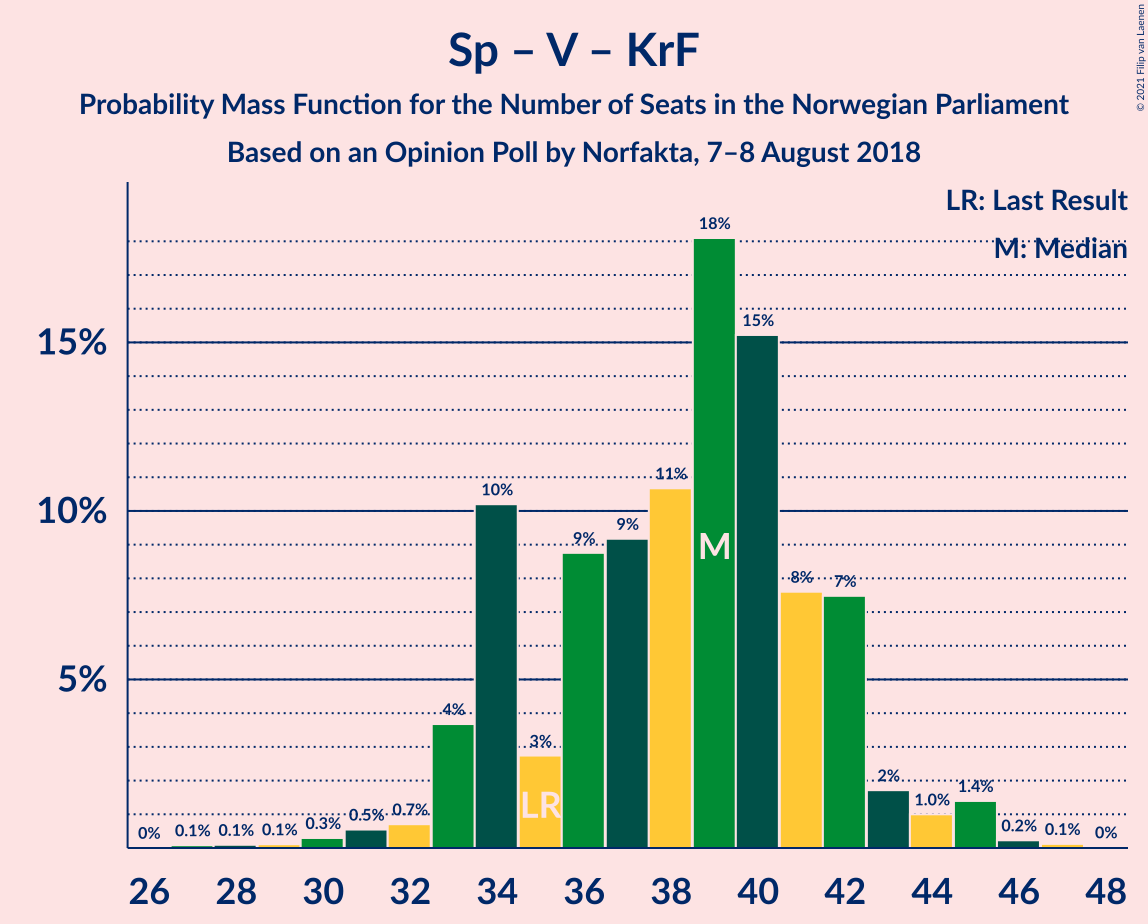 Sp – V – KrF
Probability Mass Function for the Number of Seats in the Norwegian Parliament
Based on an Opinion Poll by Norfakta, 7–8 August 2018
© 2021 Filip van Laenen
LR: Last Result
M: Median
18%
15%
15%
11%
10%
10%
9%
9%
M
8%
7%
5%
4%
3%
LR
2%
1.4%
1.0%
0% 0.1% 0.1% 0.1% 0.3% 0.5% 0.7% 0.2% 0.1% 0%
26 28 30 32 34 36 38 40 42 44 46 48